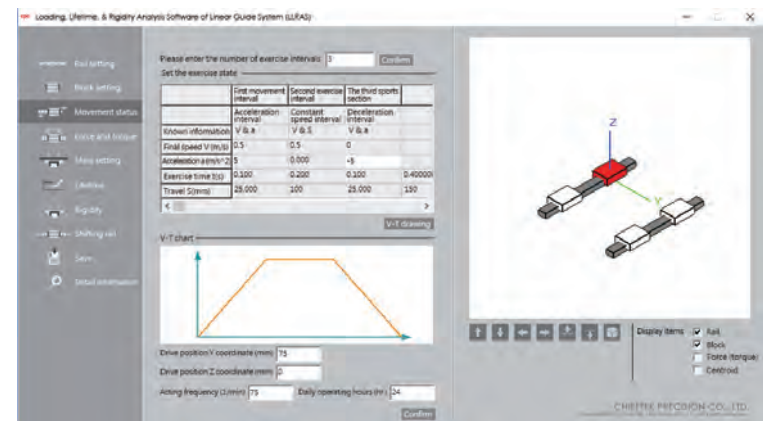 Loading, Lifetime, & Rigidity Analysis Software of Linear Guide System (LLRAS)
Rail setting
Block setting
Movement status
Force and torque
Mass setting
Lifetime
Rigidity
Shifting rail
Save
Detail information
Please enter the number of exercise intervals 3 Confirm
Set the exercise state
First movement interval Second exercise interval The third sports section
Acceleration interval Constant speed interval Deceleration interval
Known information V & a V & S V & a
Final speed V (m/s) 0.5 0.5 0
Acceleration a (m/s^2) 5 0.000 -5
Exercise time t(s) 0.100 0.200 0.100 0.40000
Travel S(mm) 25.000 100 25.000 150
V-T drawing
V-T chart
Drive position Y coordinate (mm) 75
Drive position Z coordinate (mm) 0
Acting frequency (1/min) 75 Daily operating hours (hr) 24
Confirm
Z
Y
Display items
Rail
Block
Force (torque)
Centroid
CHIEFTEK PRECISION CO., LTD.